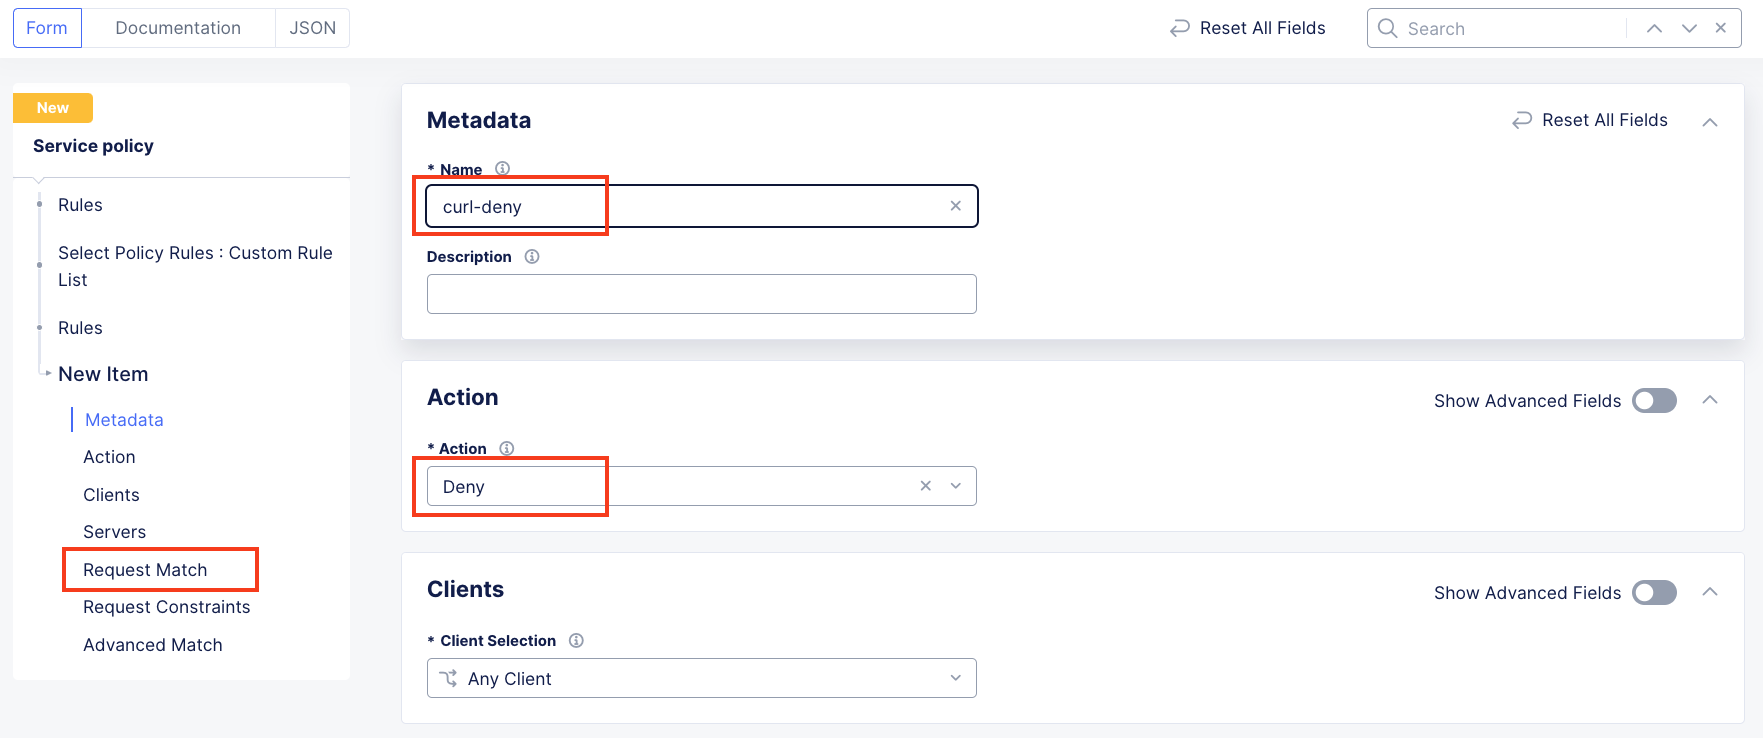 Form
Documentation
JSON
Reset All Fields
Search
New
Service policy
Rules
Select Policy Rules : Custom Rule
List
Rules
New Item
Metadata
Action
Clients
Servers
Request Match
Request Constraints
Advanced Match
Metadata
Reset All Fields
* Name
curl-deny
Description
Action
Show Advanced Fields
* Action
Deny
Clients
Show Advanced Fields
* Client Selection
Any Client